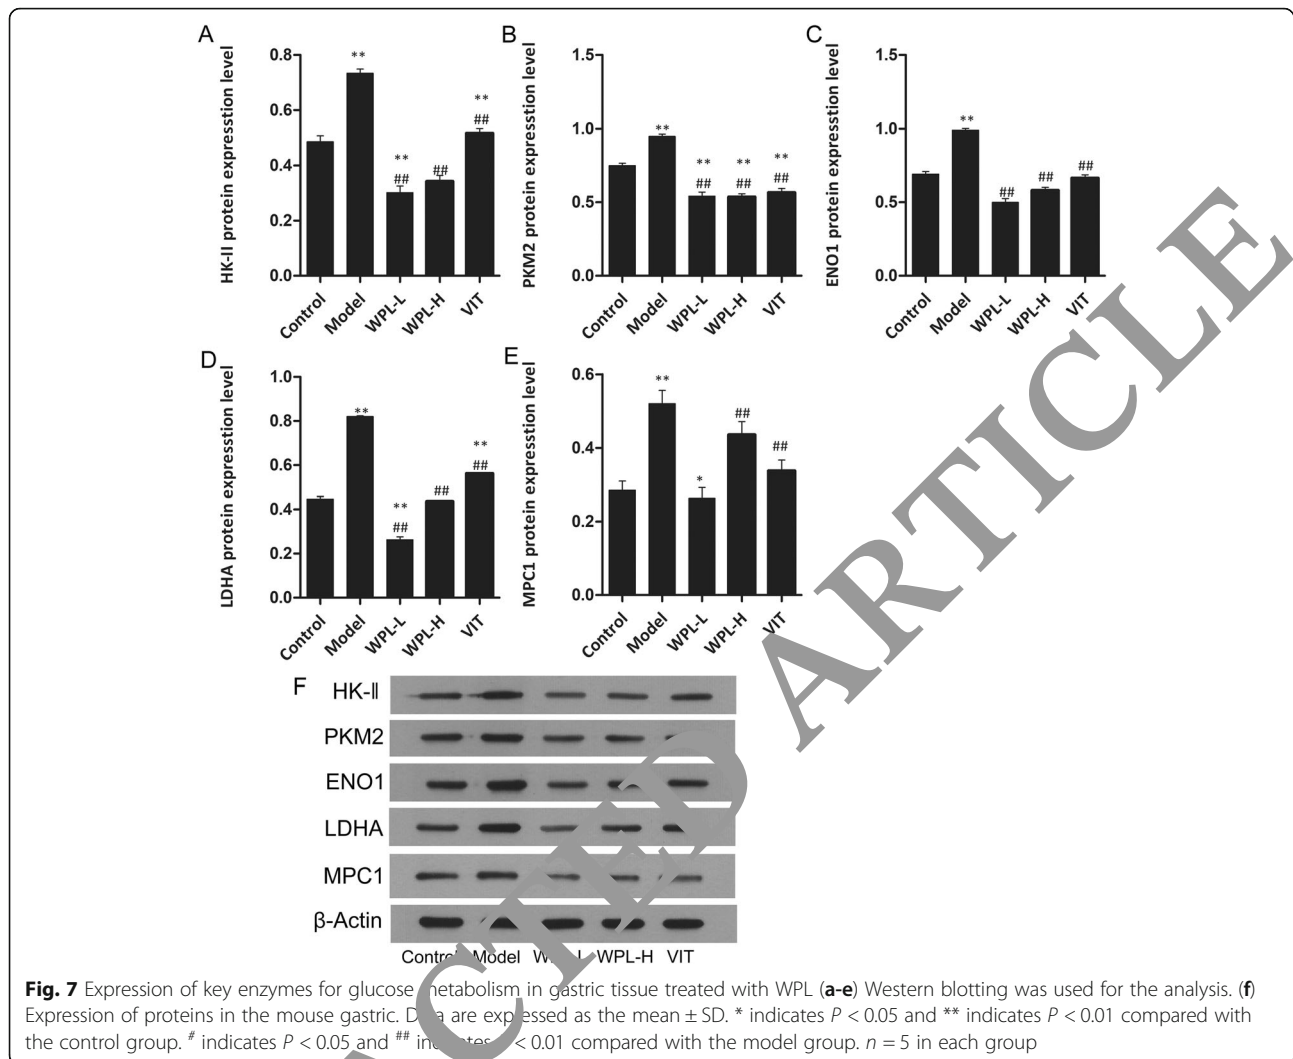 A
HK-II protein expresstion level
0.8
0.6
0.4
0.2
0.0
**
**
##
##
**
##
Control
Model
WPL-L
WPL-H
VIT
B
PKM2 protein expresstion level
1.5
1.0
0.5
0.0
**
**
##
**
##
**
##
Control
Model
WPL-L
WPL-H
VIT
C
ENO1 protein expresstion level
1.5
1.0
0.5
0.0
**
##
##
##
Control
Model
WPL-L
WPL-H
VIT
D
LDHA protein expresstion level
1.0
0.8
0.6
0.4
0.2
0.0
**
**
##
##
**
##
Control
Model
WPL-L
WPL-H
VIT
E
MPC1 protein expresstion level
0.6
0.4
0.2
0.0
**
*
##
##
Control
Model
WPL-L
WPL-H
VIT
F
HK-Ⅱ
PKM2
ENO1
LDHA
MPC1
β-Actin
Model WPL-H VIT
Fig. 7 Expression of key enzymes for glucose metabolism in gastric tissue treated with WPL (a-e) Western blotting was used for the analysis. (f)
Expression of proteins in the mouse gastric. Data are expressed as the mean ± SD. * indicates P < 0.05 and ** indicates P < 0.01 compared with
the control group. # indicates P < 0.05 and ## indicates < 0.01 compared with the model group. n = 5 in each group
ARTICLE